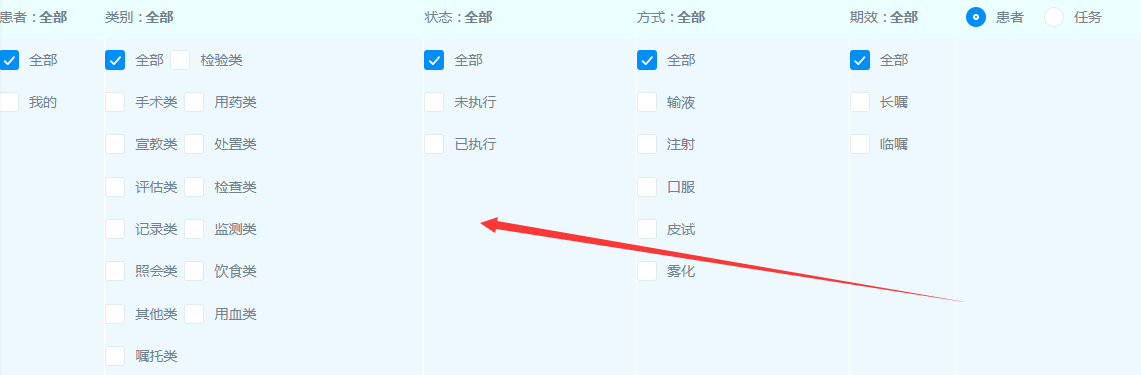 患者 : 全部 类别 : 全部 状态 : 全部 方式 : 全部 期效 : 全部 患者 任务
全部 全部 检验类 全部 全部 全部
我的 手术类 用药类 未执行 输液 长嘱
宣教类 处置类 已执行 注射 临嘱
评估类 检查类 口服
记录类 监测类 皮试
照会类 饮食类 雾化
其他类 用血类
嘱托类